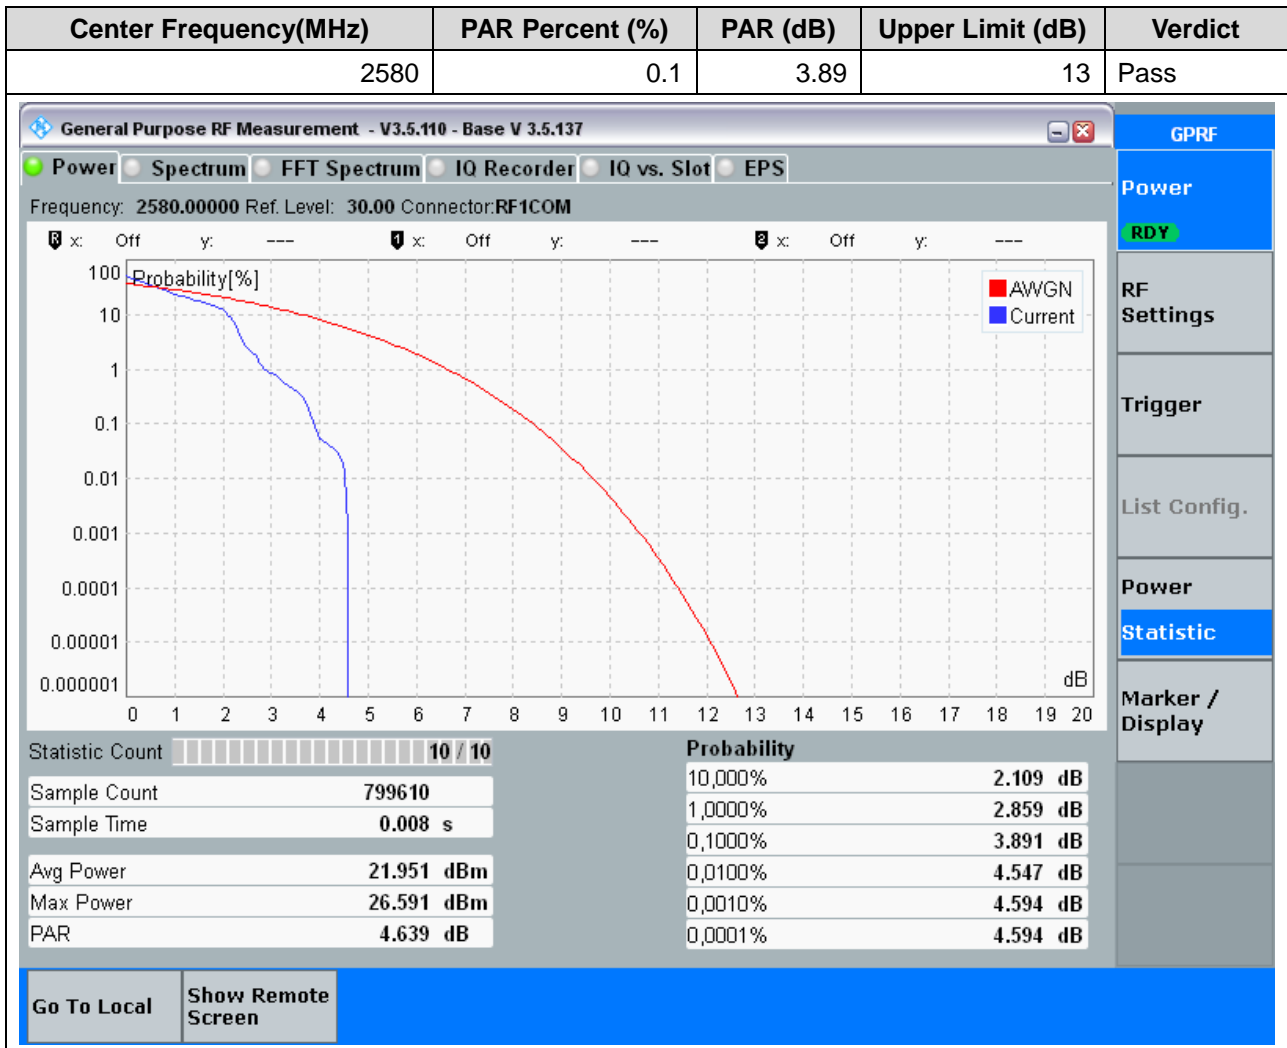 Center Frequency(MHz) PAR Percent (%) PAR (dB) Upper Limit (dB) Verdict
2580 0.1 3.89 13 Pass
General Purpose RF Measurement - V3.5.110 - Base V 3.5.137
GPRF
Power Spectrum FFT Spectrum IQ Recorder IQ vs. Slot EPS
Frequency: 2580.00000 Ref. Level: 30.00 Connector:RF1COM
R x: Off y: --- 1 x: Off y: --- 2 x: Off y: ---
Probability[%]
AWGN
Current
100
10
1
0.1
0.01
0.001
0.0001
0.00001
0.000001
dB
0 1 2 3 4 5 6 7 8 9 10 11 12 13 14 15 16 17 18 19 20
Statistic Count 10 / 10
Sample Count 799610
Sample Time 0.008 s
Avg Power 21.951 dBm
Max Power 26.591 dBm
PAR 4.639 dB
Probability
10,000% 2.109 dB
1,0000% 2.859 dB
0,1000% 3.891 dB
0,0100% 4.547 dB
0,0010% 4.594 dB
0,0001% 4.594 dB
Power
RDY
RF
Settings
Trigger
List Config.
Power
Statistic
Marker /
Display
Go To Local
Show Remote
Screen